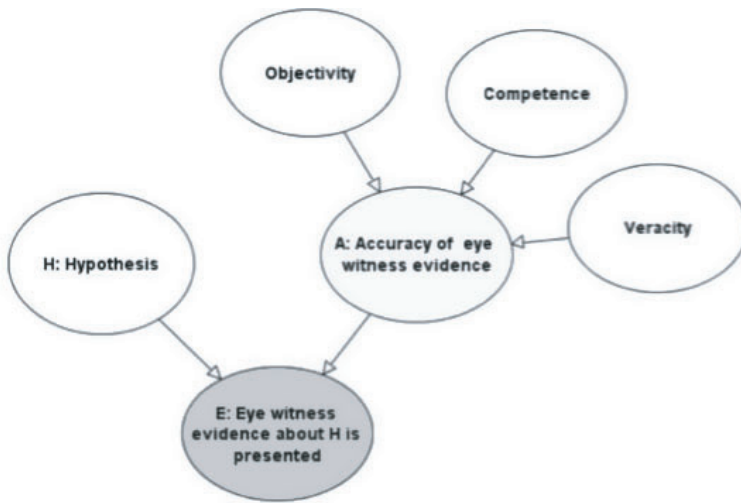 Objectivity
Competence
Veracity
A: Accuracy of eye
witness evidence
H: Hypothesis
E: Eye witness
evidence about H is
presented